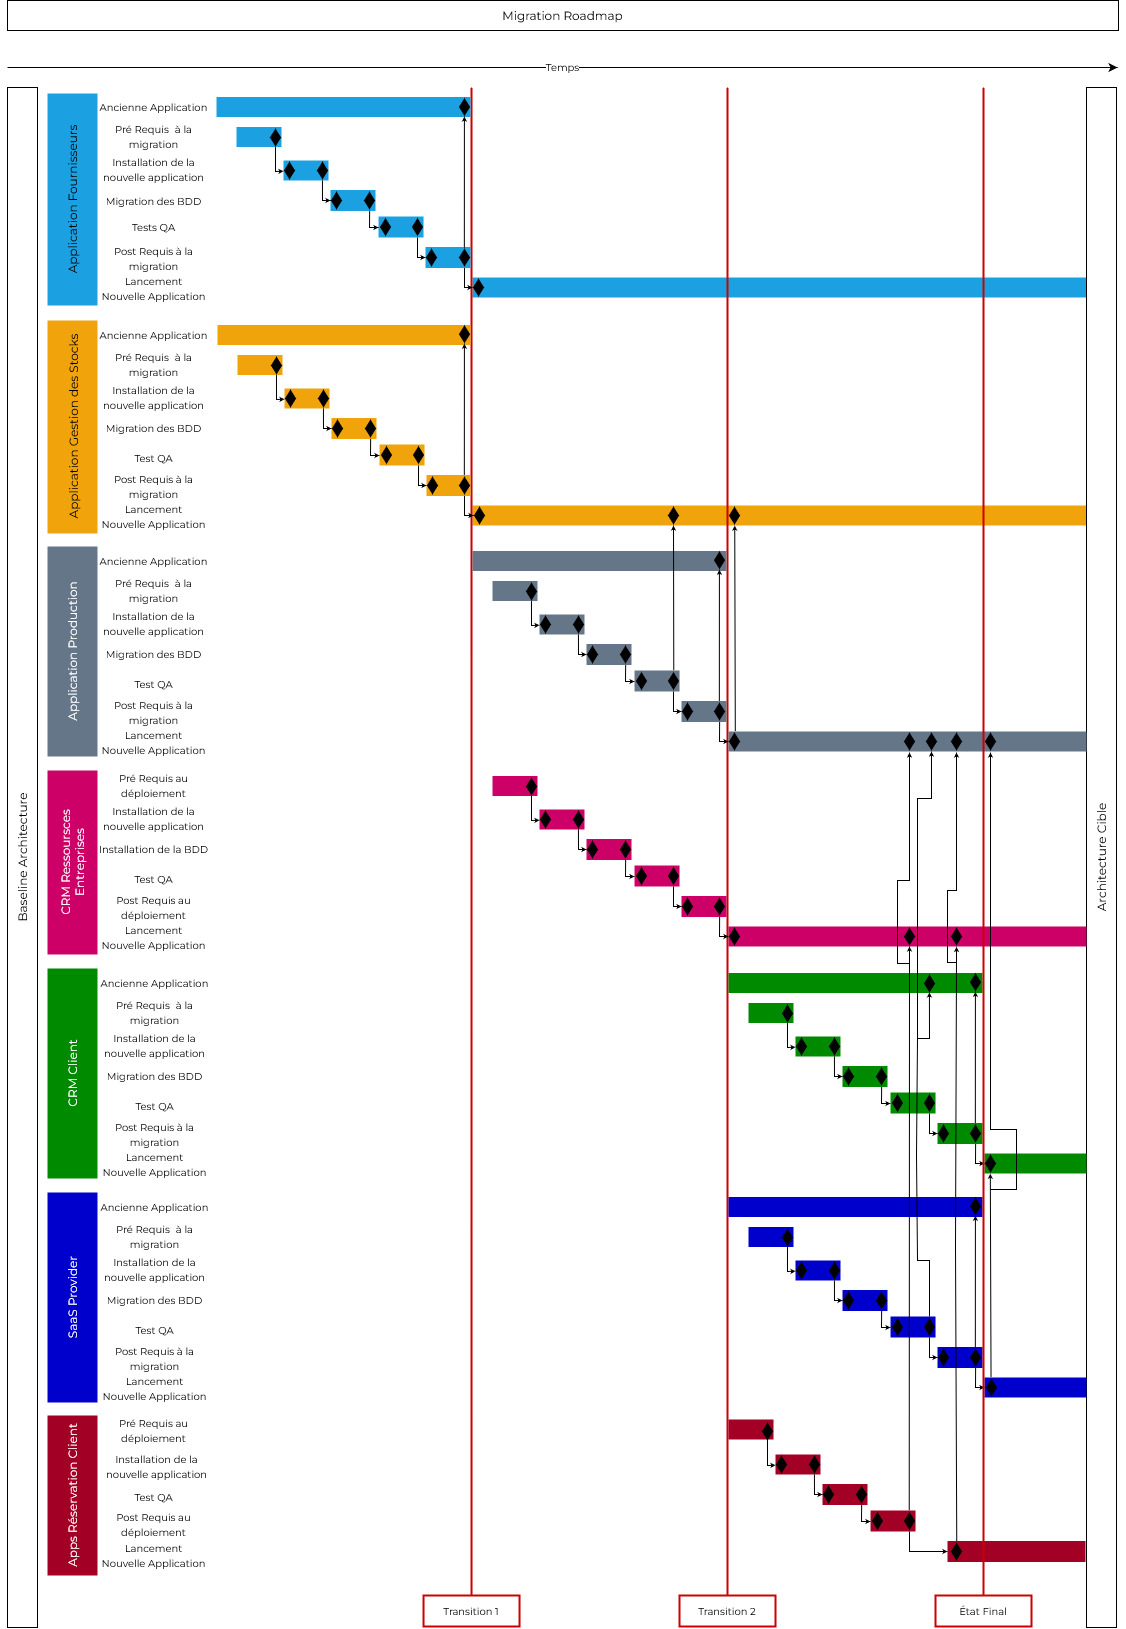 Migration Roadmap
Temps
Baseline Architecture
Application Fournisseurs
Ancienne Application
Pré Requis à la
migration
Installation de la
nouvelle application
Migration des BDD
Tests QA
Post Requis à la
migration
Lancement
Nouvelle Application
Application Gestion des Stocks
Ancienne Application
Pré Requis à la
migration
Installation de la
nouvelle application
Migration des BDD
Test QA
Post Requis à la
migration
Lancement
Nouvelle Application
Application Production
Ancienne Application
Pré Requis à la
migration
Installation de la
nouvelle application
Migration des BDD
Test QA
Post Requis à la
migration
Lancement
Nouvelle Application
CRM Ressoursces
Entreprises
Pré Requis au
déploiement
Installation de la
nouvelle application
Installation de la BDD
Test QA
Post Requis au
déploiement
Lancement
Nouvelle Application
CRM Client
Ancienne Application
Pré Requis à la
migration
Installation de la
nouvelle application
Migration des BDD
Test QA
Post Requis à la
migration
Lancement
Nouvelle Application
SaaS Provider
Ancienne Application
Pré Requis à la
migration
Installation de la
nouvelle application
Migration des BDD
Test QA
Post Requis à la
migration
Lancement
Nouvelle Application
Apps Réservation Client
Pré Requis au
déploiement
Installation de la
nouvelle application
Test QA
Post Requis au
déploiement
Lancement
Nouvelle Application
Architecture Cible
Transition 1
Transition 2
État Final